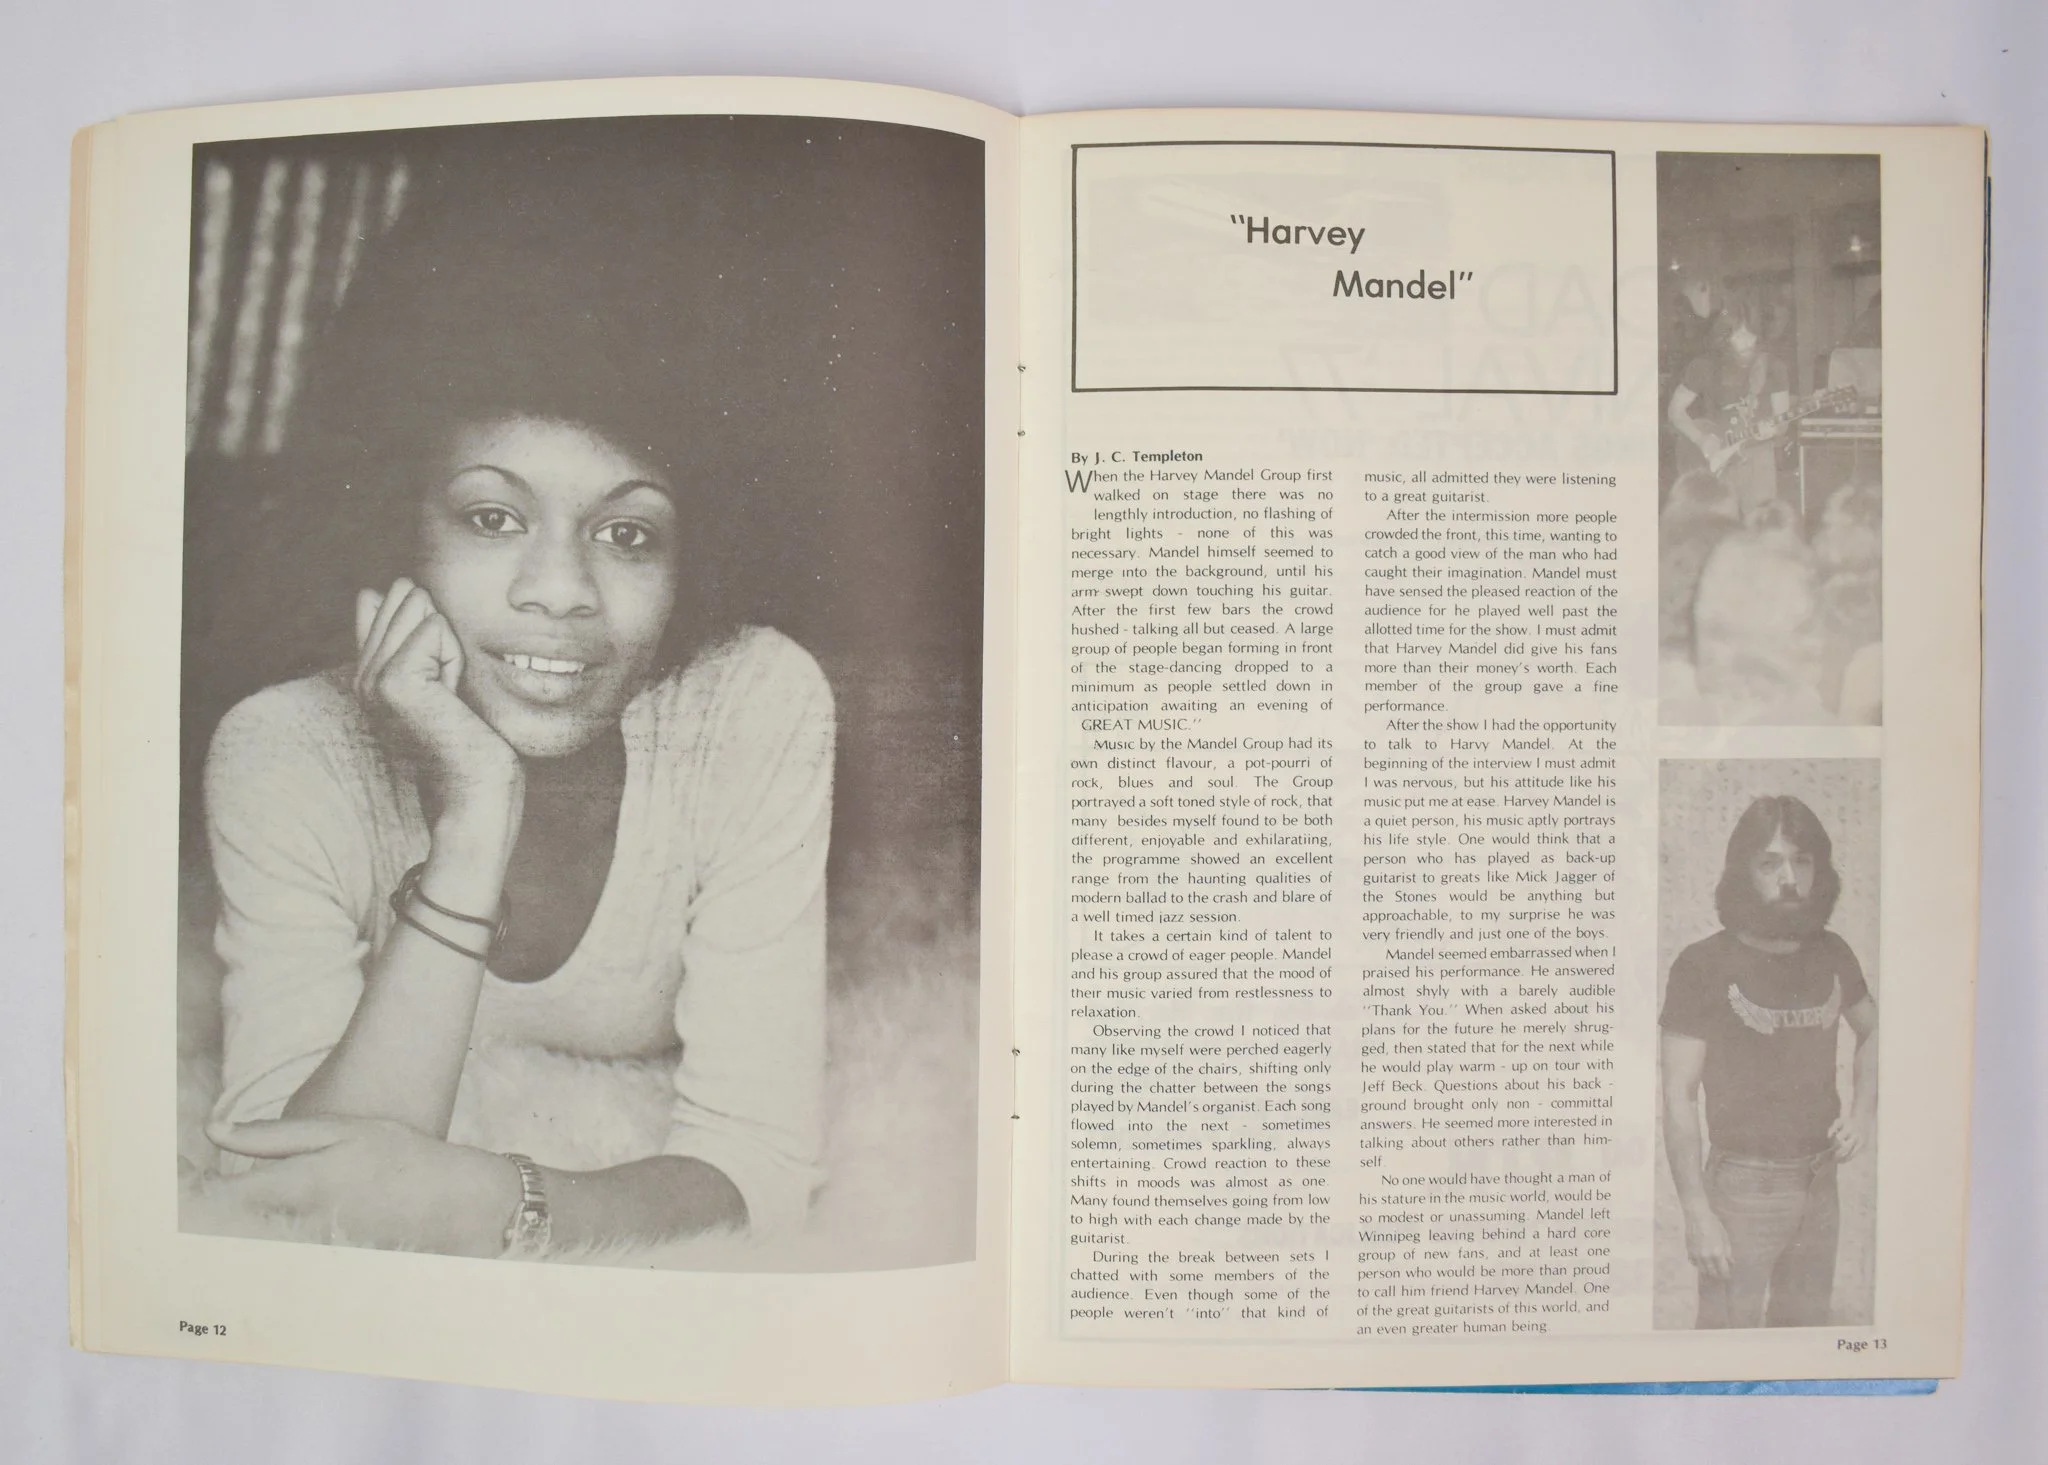 Page 12
"Harvey
Mandel"
By J. C. Templeton
When the Harvey Mandel Group first
walked on stage there was no
lengthly introduction, no flashing of
bright lights - none of this was
necessary. Mandel himself seemed to
merge into the background, until his
arm swept down touching his guitar.
After the first few bars the crowd
hushed - talking all but ceased. A large
group of people began forming in front
of the stage-dancing dropped to a
minimum as people settled down in
anticipation awaiting an evening of
GREAT MUSIC."
Music by the Mandel Group had its
own distinct flavour, a pot-pourri of
rock, blues and soul. The Group
portrayed a soft toned style of rock, that
many besides myself found to be both
different, enjoyable and exhilaratiing,
the programme showed an excellent
range from the haunting qualities of
modern ballad to the crash and blare of
a well timed jazz session.
It takes a certain kind of talent to
please a crowd of eager people. Mandel
and his group assured that the mood of
their music varied from restlessness to
relaxation.
Observing the crowd I noticed that
many like myself were perched eagerly
on the edge of the chairs, shifting only
during the chatter between the songs
played by Mandel's organist. Each song
flowed into the next - sometimes
solemn, sometimes sparkling, always
entertaining. Crowd reaction to these
shifts in moods was almost as one.
Many found themselves going from low
to high with each change made by the
guitarist.
During the break between sets I
chatted with some members of the
audience. Even though some of the
people weren't "into" that kind of
music, all admitted they were listening
to a great guitarist.
After the intermission more people
crowded the front, this time, wanting to
catch a good view of the man who had
caught their imagination. Mandel must
have sensed the pleased reaction of the
audience for he played well past the
allotted time for the show. I must admit
that Harvey Mandel did give his fans
more than their money's worth. Each
member of the group gave a fine
performance.
After the show I had the opportunity
to talk to Harvy Mandel. At the
beginning of the interview I must admit
I was nervous, but his attitude like his
music put me at ease. Harvey Mandel is
a quiet person, his music aptly portrays
his life style. One would think that a
person who has played as back-up
guitarist to greats like Mick Jagger of
the Stones would be anything but
approachable, to my surprise he was
very friendly and just one of the boys.
Mandel seemed embarrassed when I
praised his performance. He answered
almost shyly with a barely audible
"Thank You." When asked about his
plans for the future he merely shrug-
ged, then stated that for the next while
he would play warm - up on tour with
Jeff Beck. Questions about his back -
ground brought only non - committal
answers. He seemed more interested in
talking about others rather than him-
self.
No one would have thought a man of
his stature in the music world, would be
so modest or unassuming. Mandel left
Winnipeg leaving behind a hard core
group of new fans, and at least one
person who would be more than proud
to call him friend Harvey Mandel. One
of the great guitarists of this world, and
an even greater human being.
FLYER
Page 13